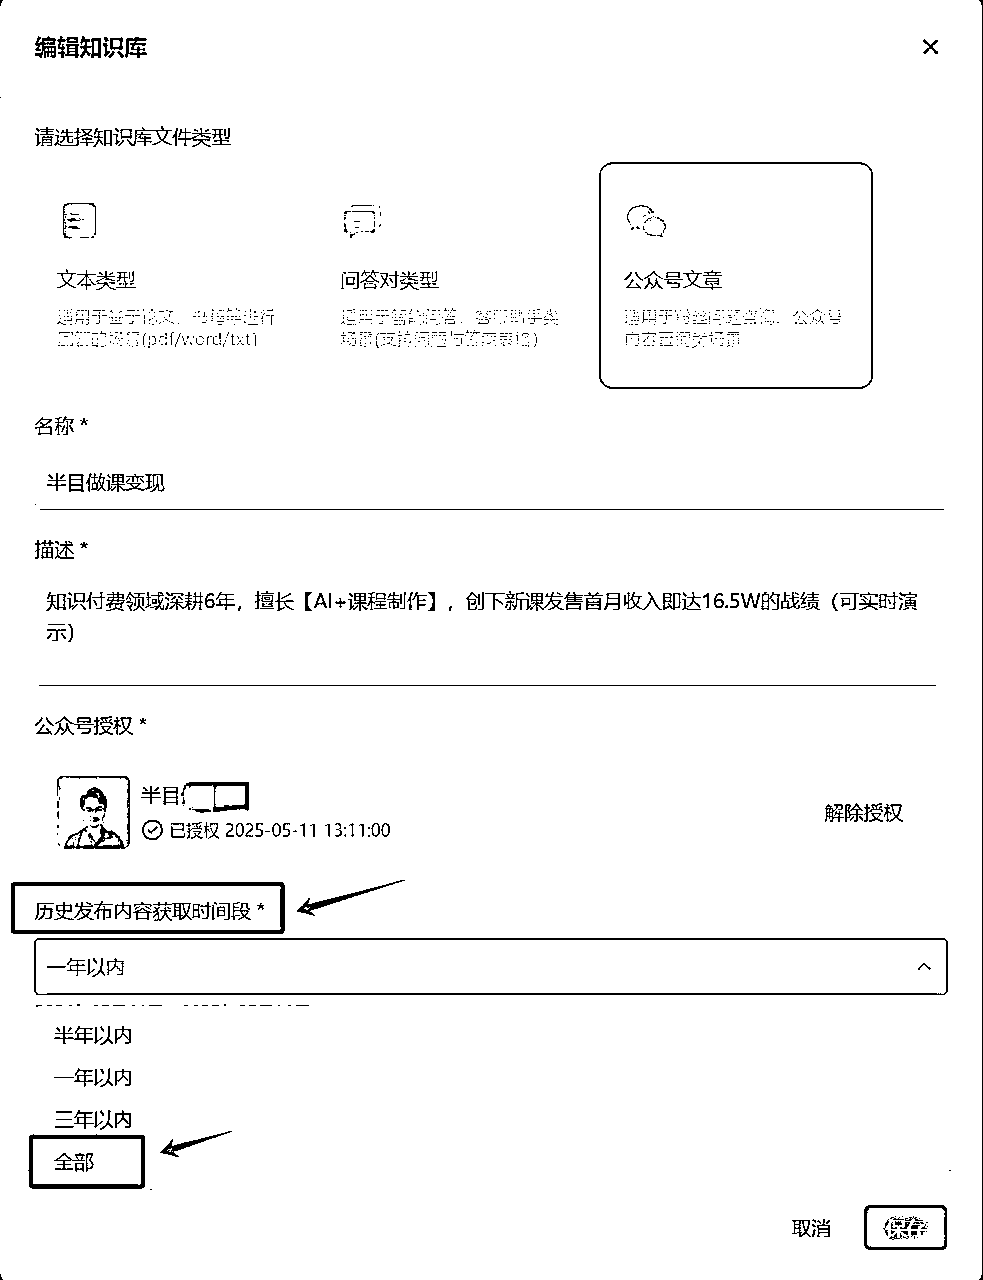 编辑知识库
请选择知识库文件类型
文本类型
问答对类型
公众号文章
(pdf/word/txt)
公众号
名称 *
半目做课变现
描述 *
知识付费领域深耕6年，擅长【AI+课程制作】，创下新课发售首月收入即达16.5W的战绩（可实时演
示）
公众号授权 *
半目
已授权 2025-05-11 13:11:00
解除授权
历史发布内容获取时间段 *
一年以内
半年以内
一年以内
三年以内
全部
取消
保存